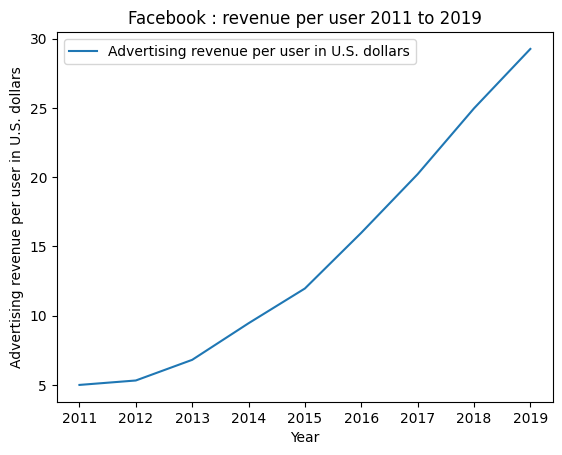 Facebook : revenue per user 2011 to 2019
Advertising revenue per user in U.S. dollars
Advertising revenue per user in U.S. dollars
30
25
20
15
10
5
2011 2012 2013 2014 2015 2016 2017 2018 2019
Year